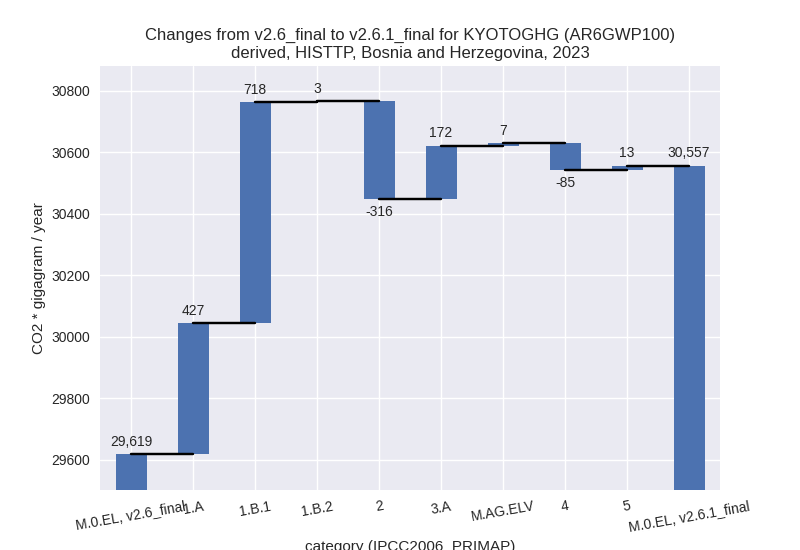 Changes from v2.6_final to v2.6.1_final for KYOTOGHG (AR6GWP100)
derived, HISTTP, Bosnia and Herzegovina, 2023
CO2 * gigagram / year
30800
30600
30400
30200
30000
29800
29600
29,619
427
718
3
-316
172
7
-85
13
30,557
M.0.EL, v2.6_final
1.A
1.B.1
1.B.2
2
3.A
M.AG.ELV
4
5
M.0.EL, v2.6.1_final
category (IPCC2006_PRIMAP)